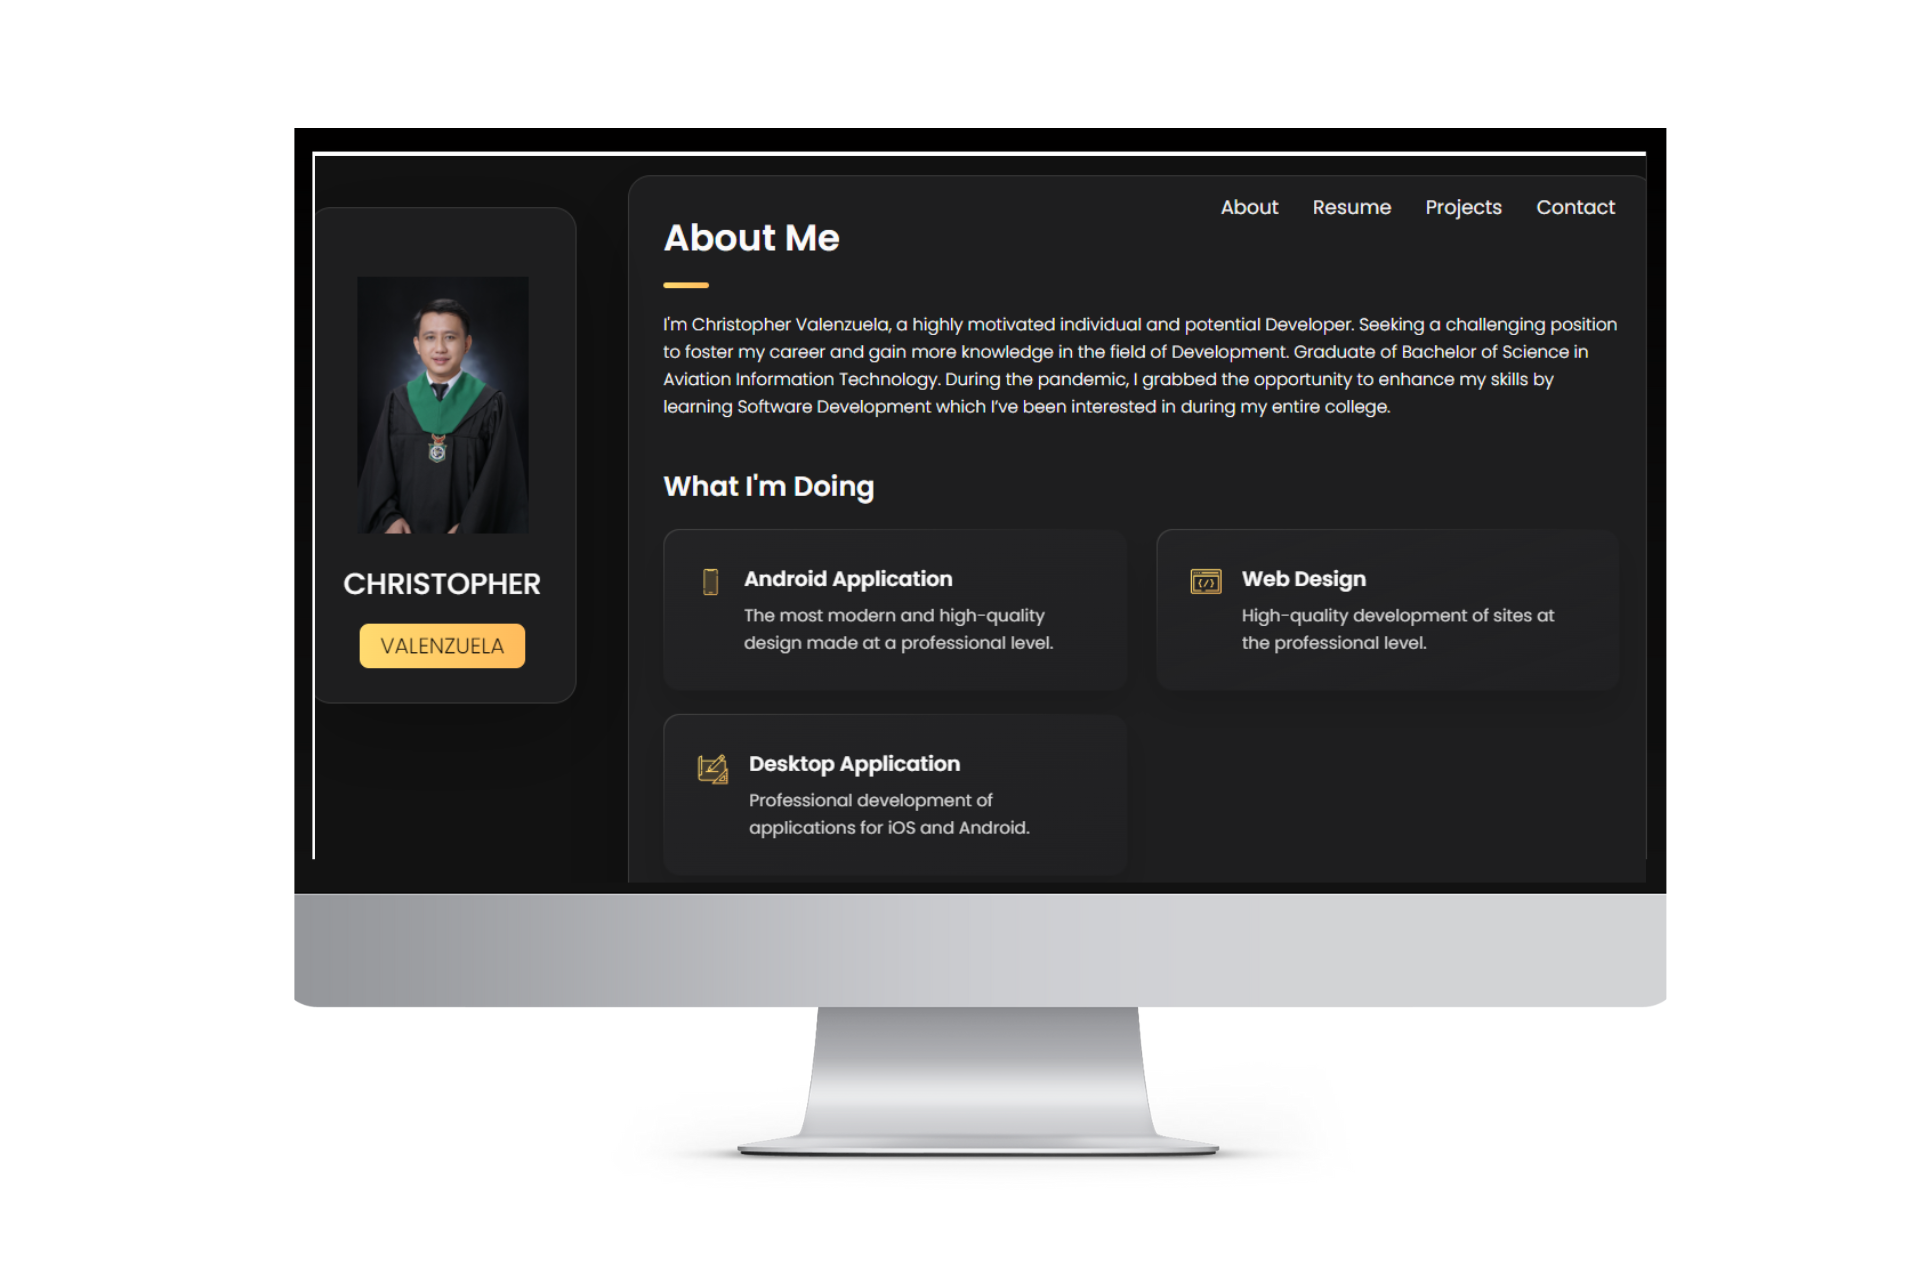 About Resume Projects Contact
About Me
I'm Christopher Valenzuela, a highly motivated individual and potential Developer. Seeking a challenging position
to foster my career and gain more knowledge in the field of Development. Graduate of Bachelor of Science in
Aviation Information Technology. During the pandemic, I grabbed the opportunity to enhance my skills by
learning Software Development which I’ve been interested in during my entire college.
CHRISTOPHER
VALENZUELA
What I'm Doing
Android Application
The most modern and high-quality
design made at a professional level.
Web Design
High-quality development of sites at
the professional level.
Desktop Application
Professional development of
applications for iOS and Android.